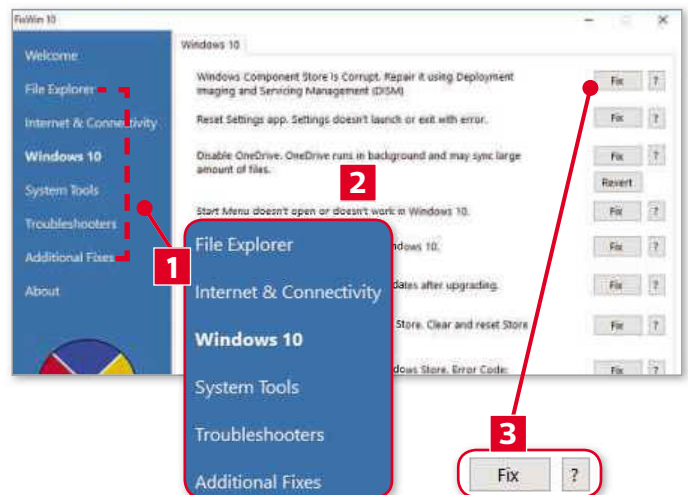 FixWin 10
Welcome
File Explorer
Internet & Connectivity
Windows 10
System Tools
Troubleshooters
Additional Fixes
About
Windows 10
Windows Component Store Is Corrupt. Repair it using Deployment
Imaging and Servicing Management (DISM)
Fix ?
Reset Settings app. Settings doesn't launch or exit with error.
Fix ?
Disable OneDrive. OneDrive runs in background and may sync large
amount of files.
Fix ?
Revert
Start Menu doesn't open or doesn't work in Windows 10.
Fix ?
ndows 10.
Fix ?
dates after upgrading.
Fix ?
Store. Clear and reset Store
Fix ?
dows Store. Error Code:
Fix ?
1
2
File Explorer
Internet & Connectivity
Windows 10
System Tools
Troubleshooters
Additional Fixes
3
Fix ?